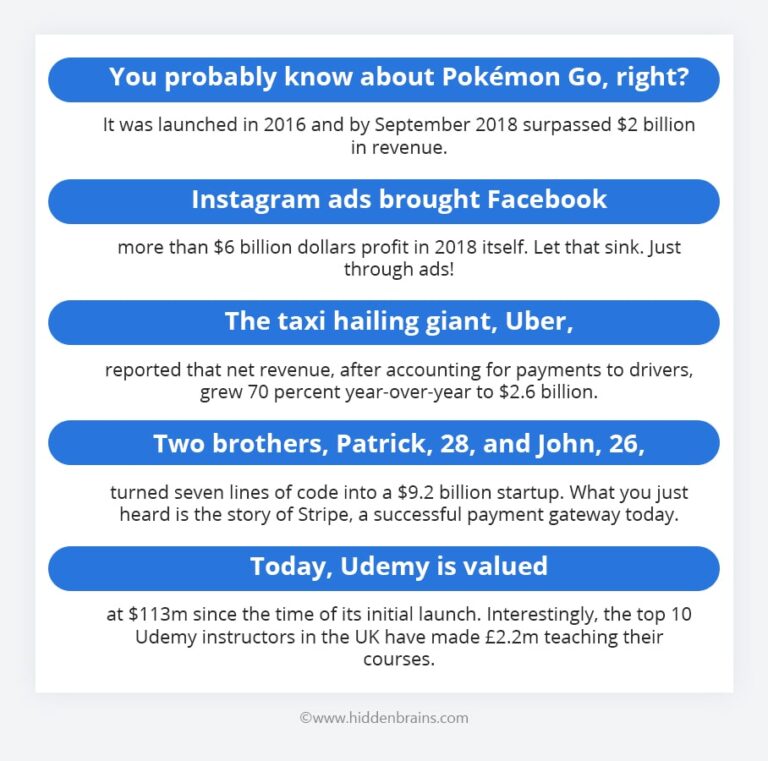 You probably know about Pokémon Go, right?
It was launched in 2016 and by September 2018 surpassed $2 billion
in revenue.
Instagram ads brought Facebook
more than $6 billion dollars profit in 2018 itself. Let that sink. Just
through ads!
The taxi hailing giant, Uber,
reported that net revenue, after accounting for payments to drivers,
grew 70 percent year-over-year to $2.6 billion.
Two brothers, Patrick, 28, and John, 26,
turned seven lines of code into a $9.2 billion startup. What you just
heard is the story of Stripe, a successful payment gateway today.
Today, Udemy is valued
at $113m since the time of its initial launch. Interestingly, the top 10
Udemy instructors in the UK have made £2.2m teaching their
courses.
©www.hiddenbrains.com